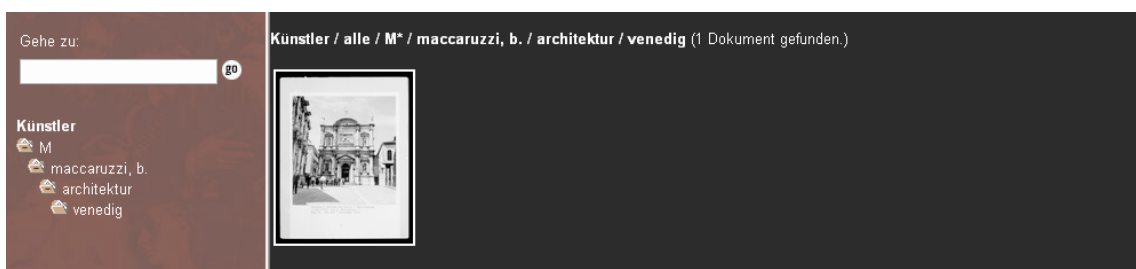 Gehe zu:
go
Künstler
M
maccaruzzi, b.
architektur
venedig
Künstler / alle / M* / maccaruzzi, b. / architektur / venedig (1 Dokument gefunden.)